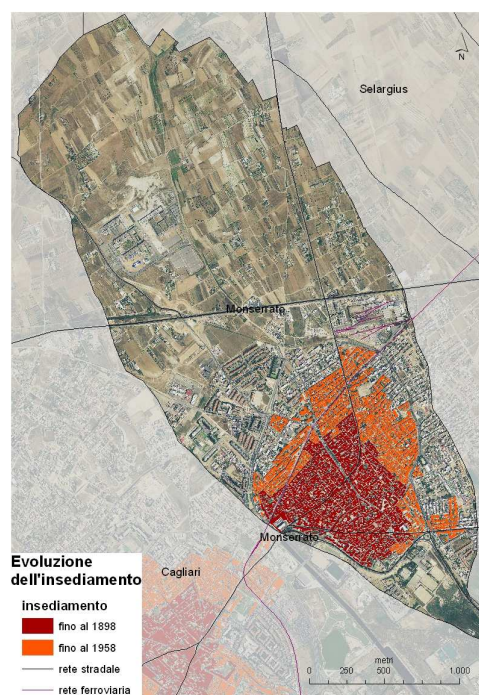 N
Selargius
Monserrato
Monserrato
Cagliari
Evoluzione
dell'insediamento
insediamento
fino al 1898
fino al 1958
rete stradale
rete ferroviaria
metri
0 250 500 1.000